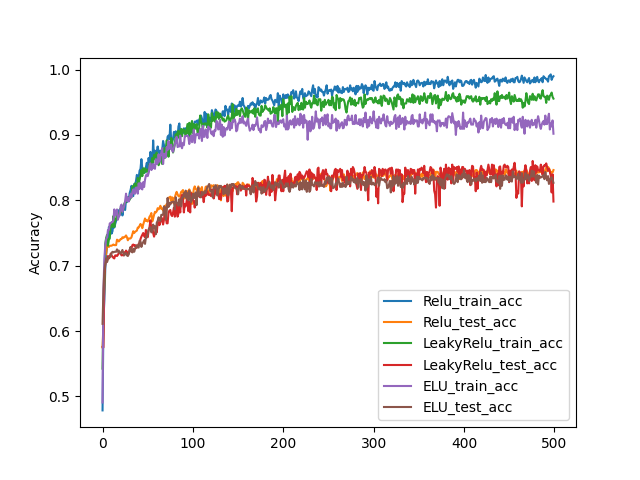 1.0
0.9
0.8
0.7
0.6
0.5
Accuracy
0 100 200 300 400 500
Relu_train_acc
Relu_test_acc
LeakyRelu_train_acc
LeakyRelu_test_acc
ELU_train_acc
ELU_test_acc